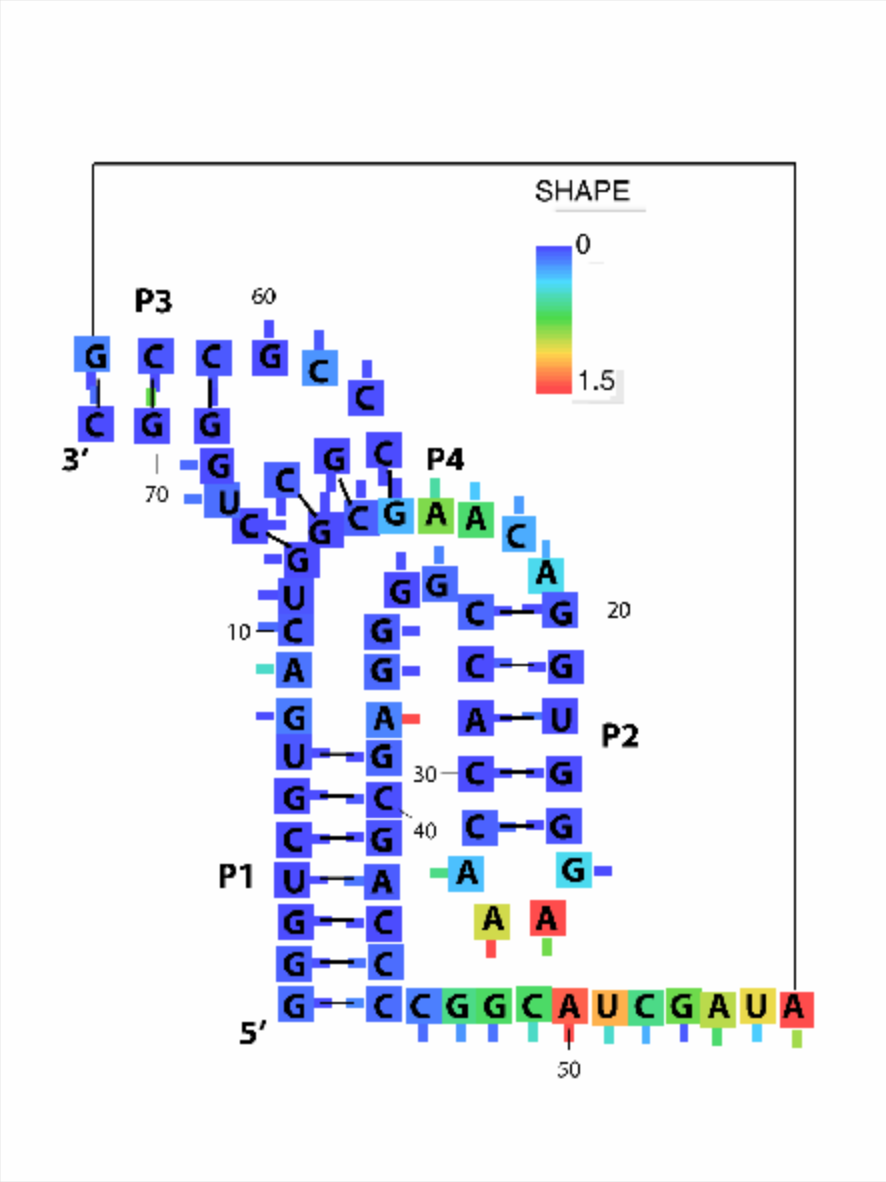 SHAPE
0
1.5
P3
60
G C C G C C
C G G
3′
70
G U C
C G C
P4
G U C A G
10
G C G A A C A
G G G G A
C C A C C
G G U G G
20
P2
30
A A A G
U G C U G G G
G C G A C C C
40
P1
5′
C G G C A U C G A U A
50